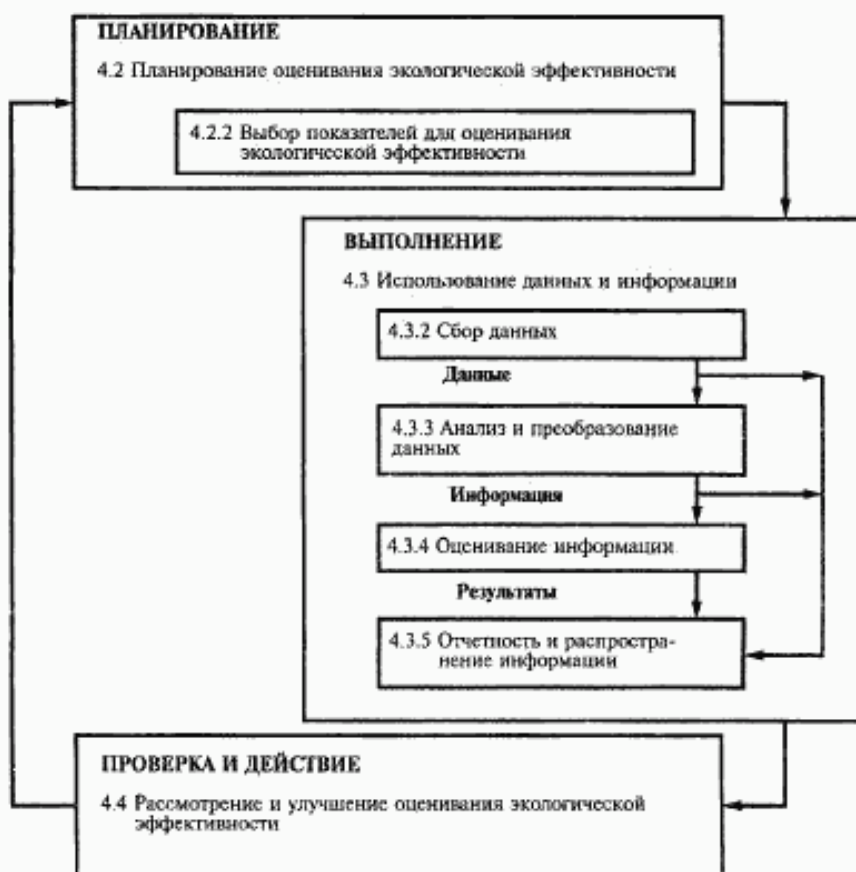 ПЛАНИРОВАНИЕ
4.2 Планирование оценивания экологической эффективности
4.2.2 Выбор показателей для оценивания
экологической эффективности
ВЫПОЛНЕНИЕ
4.3 Использование данных и информации
4.3.2 Сбор данных
Данные
4.3.3 Анализ и преобразование
данных
Информация
4.3.4 Оценивание информации
Результаты
4.3.5 Отчетность и распростра-
нение информации
ПРОВЕРКА И ДЕЙСТВИЕ
4.4 Рассмотрение и улучшение оценивания экологической
эффективности